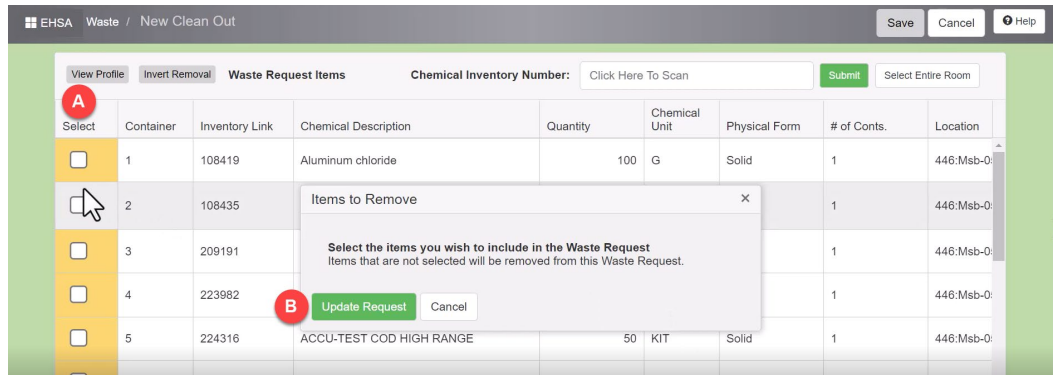 EHSA Waste / New Clean Out Save Cancel Help
View Profile Invert Removal Waste Request Items Chemical Inventory Number: Click Here To Scan Submit Select Entire Room
A
Select Container Inventory Link Chemical Description Quantity Chemical Unit Physical Form # of Conts. Location
1 108419 Aluminum chloride 100 G Solid 1 446:Msb-0
2 108435 1 446:Msb-0
Items to Remove ×
3 209191 1 446:Msb-0
Select the items you wish to include in the Waste Request
Items that are not selected will be removed from this Waste Request.
4 223982 1 446:Msb-0
B Update Request Cancel
5 224316 ACCU-TEST COD HIGH RANGE 50 KIT Solid 1 446:Msb-0